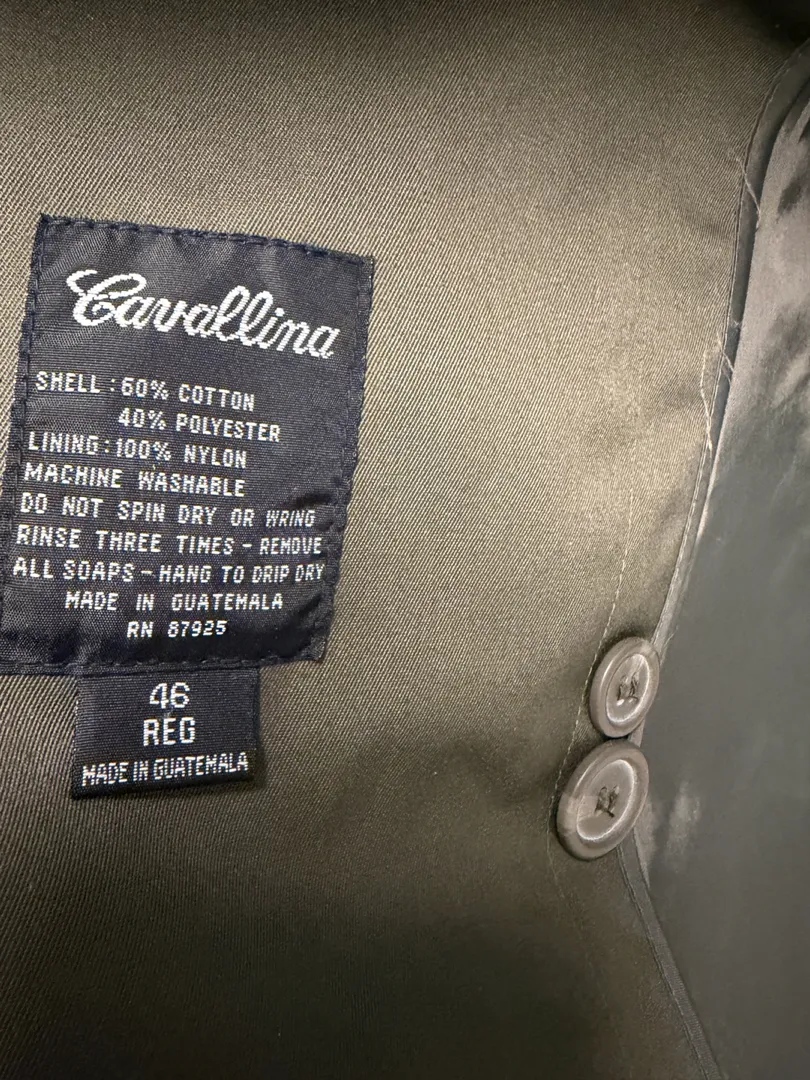 Cavallina
SHELL: 60% COTTON
40% POLYESTER
LINING: 100% NYLON
MACHINE WASHABLE
DO NOT SPIN DRY OR WRING
RINSE THREE TIMES - REMOVE
ALL SOAPS - HANG TO DRIP DRY
MADE IN GUATEMALA
RN 87925
46
REG
MADE IN GUATEMALA